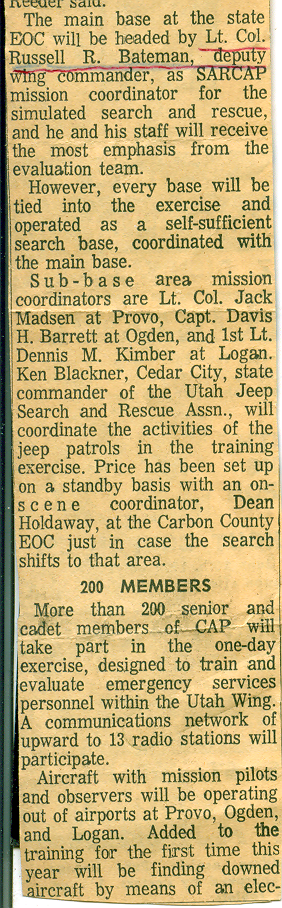 Reeder said.
The main base at the state
EOC will be headed by Lt. Col.
Russell R. Bateman, deputy
wing commander, as SARCAP
mission coordinator for the
simulated search and rescue,
and he and his staff will receive
the most emphasis from the
evaluation team.
However, every base will be
tied into the exercise and
operated as a self-sufficient
search base, coordinated with
the main base.
Sub-base area mission
coordinators are Lt. Col. Jack
Madsen at Provo, Capt. Davis
H. Barrett at Ogden, and 1st Lt.
Dennis M. Kimber at Logan.
Ken Blackner, Cedar City, state
commander of the Utah Jeep
Search and Rescue Assn., will
coordinate the activities of the
jeep patrols in the training
exercise. Price has been set up
on a standby basis with an on-
scene coordinator, Dean
Holdaway, at the Carbon County
EOC just in case the search
shifts to that area.
200 MEMBERS
More than 200 senior and
cadet members of CAP will
take part in the one-day
exercise, designed to train and
evaluate emergency services
personnel within the Utah Wing.
A communications network of
upward to 13 radio stations will
participate.
Aircraft with mission pilots
and observers will be operating
out of airports at Provo, Ogden,
and Logan. Added to the
training for the first time this
year will be finding downed
aircraft by means of an elec-